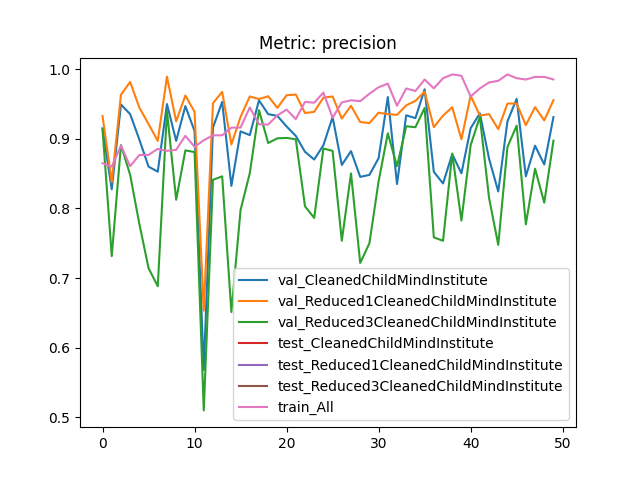 Metric: precision
1.0
0.9
0.8
0.7
0.6
0.5
val_CleanedChildMindInstitute
val_Reduced1CleanedChildMindInstitute
val_Reduced3CleanedChildMindInstitute
test_CleanedChildMindInstitute
test_Reduced1CleanedChildMindInstitute
test_Reduced3CleanedChildMindInstitute
train_All
0 10 20 30 40 50